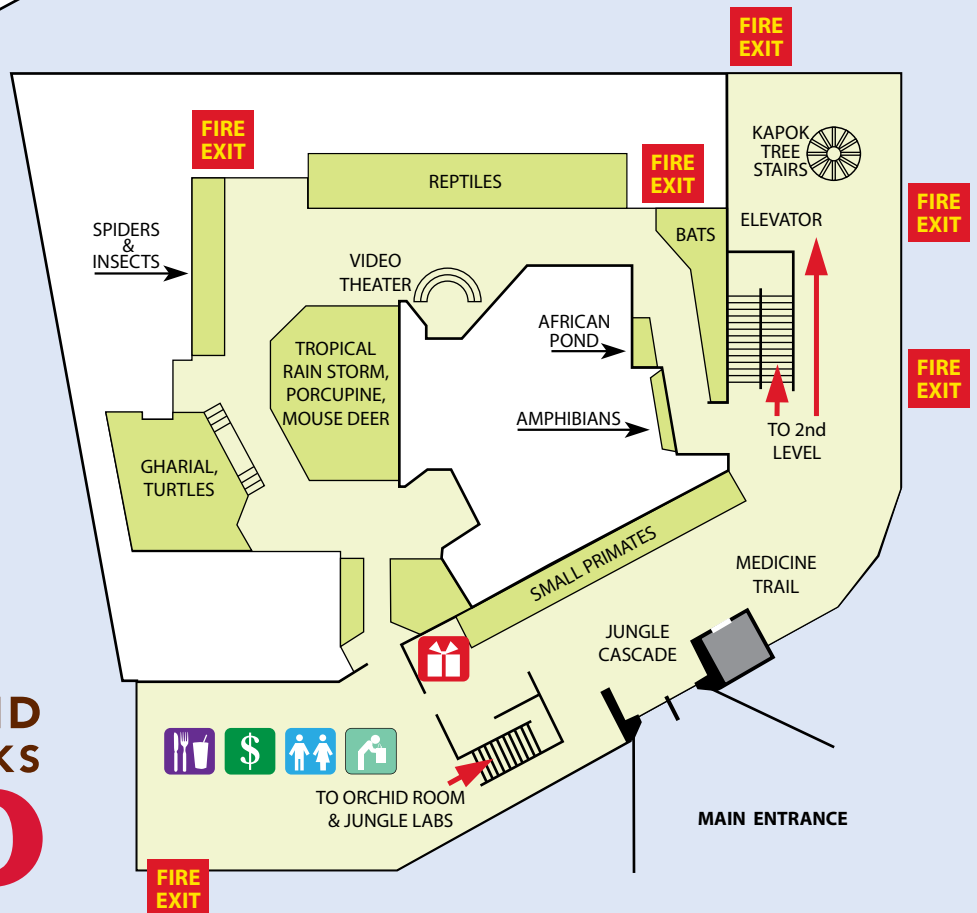 FIRE
EXIT
FIRE
EXIT
FIRE
EXIT
KAPOK
TREE
STAIRS
REPTILES
FIRE
EXIT
SPIDERS
&
INSECTS
BATS
ELEVATOR
VIDEO
THEATER
AFRICAN
POND
TROPICAL
RAIN STORM,
PORCUPINE,
MOUSE DEER
FIRE
EXIT
AMPHIBIANS
TO 2nd
LEVEL
GHARIAL,
TURTLES
SMALL PRIMATES
MEDICINE
TRAIL
JUNGLE
CASCADE
$
TO ORCHID ROOM
& JUNGLE LABS
MAIN ENTRANCE
FIRE
EXIT